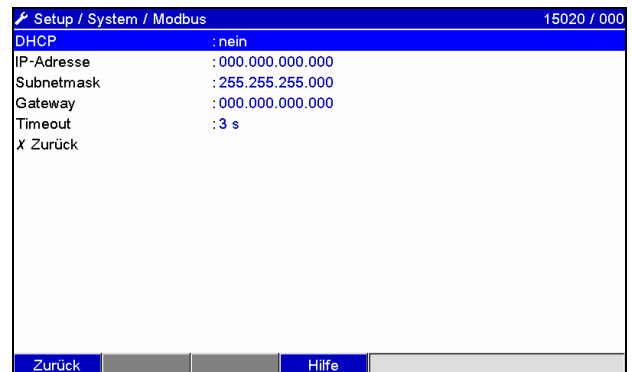 Setup / System / Modbus 15020 / 000
DHCP : nein
IP-Adresse : 000.000.000.000
Subnetmask : 255.255.255.000
Gateway : 000.000.000.000
Timeout : 3 s
X Zurück
Zurück Hilfe